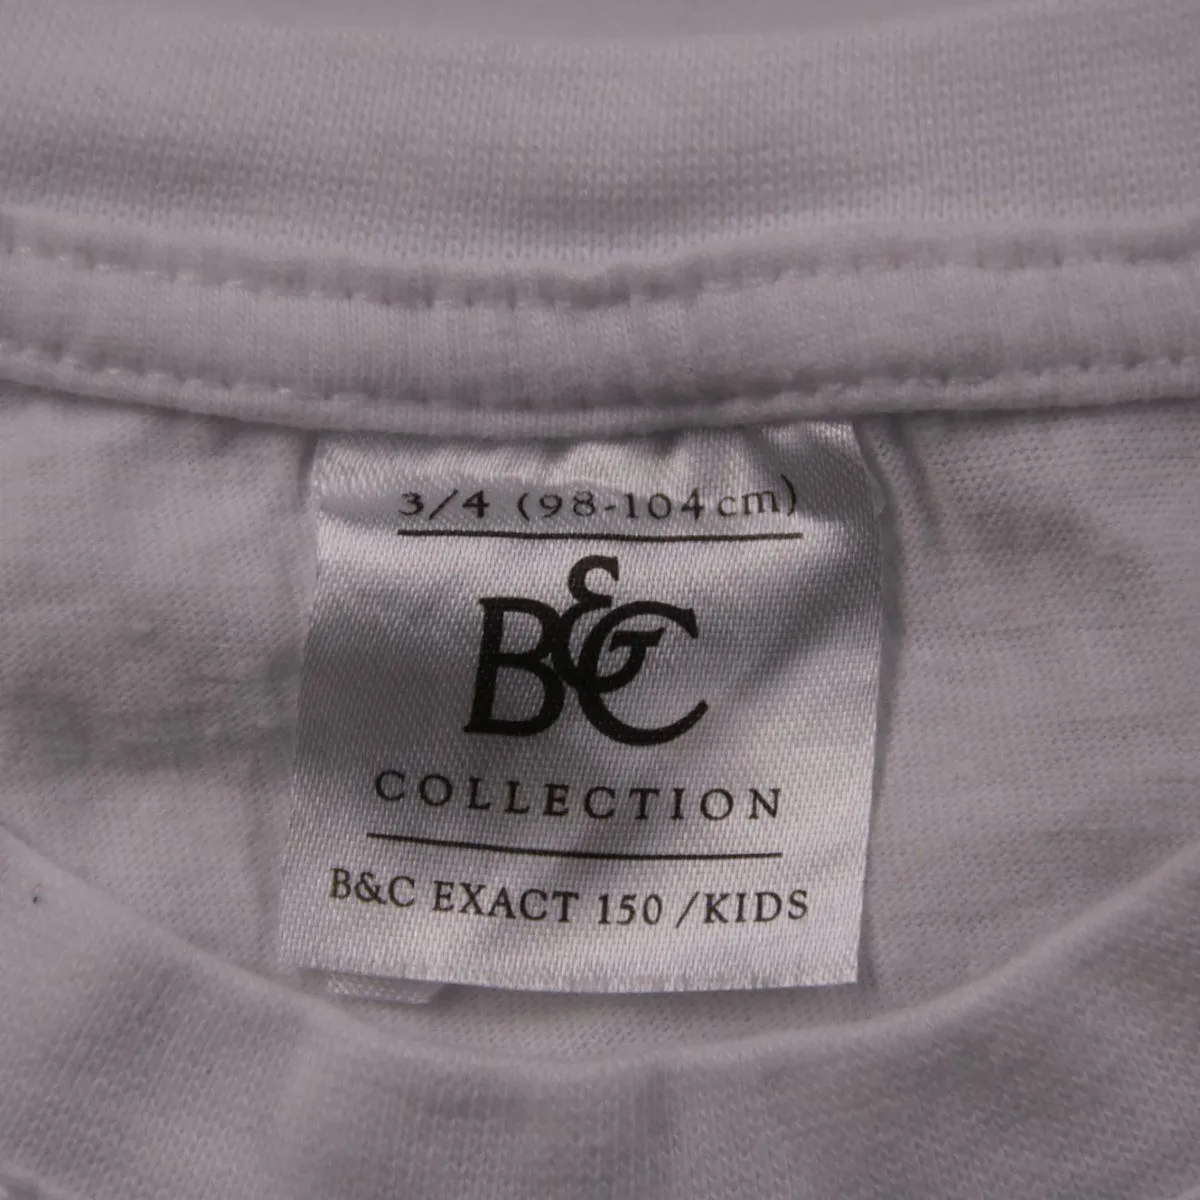 3/4 (98-104cm)
B&C
COLLECTION
B&C EXACT 150 /KIDS